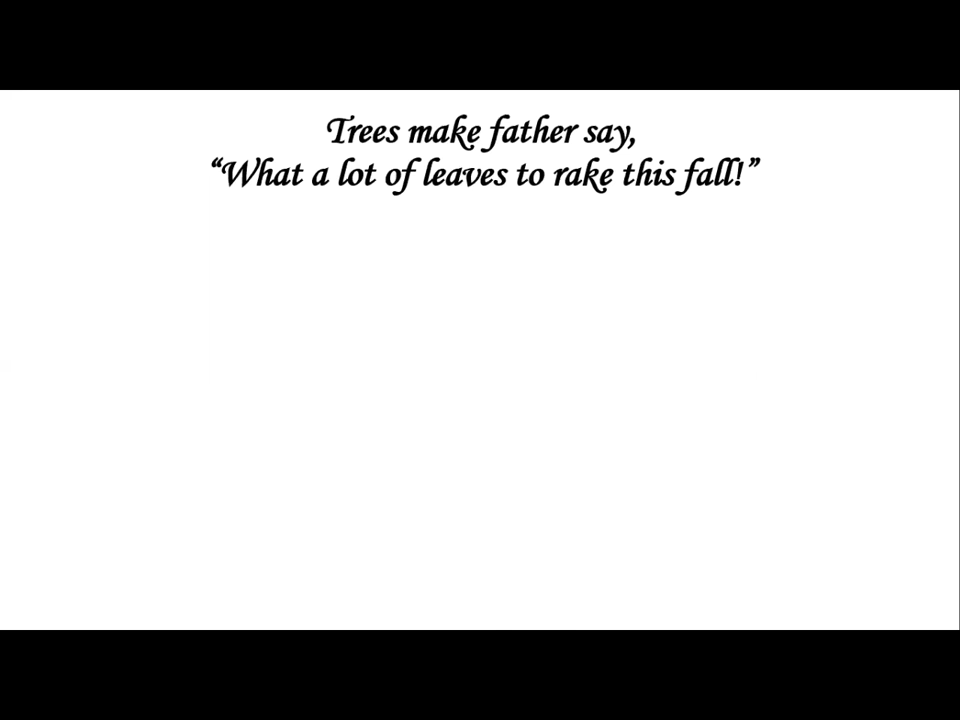 Trees make father say,
“What a lot of leaves to rake this fall!”